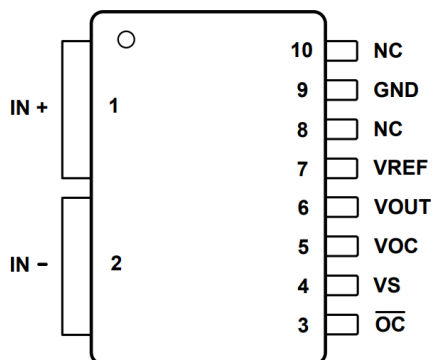 10 NC
9 GND
IN + 1
8 NC
7 VREF
6 VOUT
5 VOC
IN − 2
4 VS
3 O̅C̅